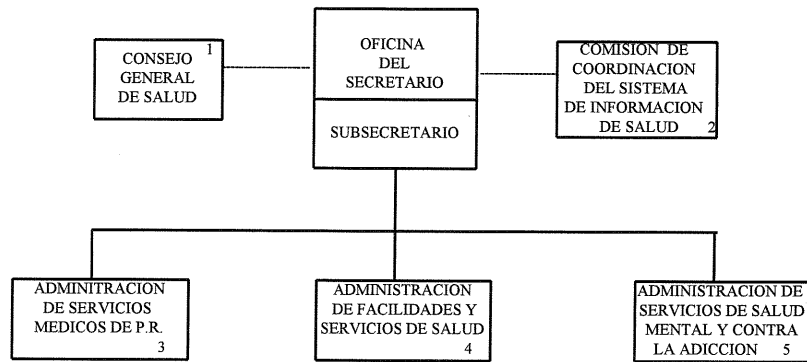 CONSEJO 1
GENERAL
DE SALUD
OFICINA
DEL
SECRETARIO
SUBSECRETARIO
COMISION DE
COORDINACION
DEL SISTEMA
DE INFORMACION
DE SALUD 2
ADMINITRACION
DE SERVICIOS
MEDICOS DE P.R.
3
ADMINISTRACION
DE FACILIDADES Y
SERVICIOS DE SALUD
4
ADMINISTRACION DE
SERVICIOS DE SALUD
MENTAL Y CONTRA
LA ADICCION 5